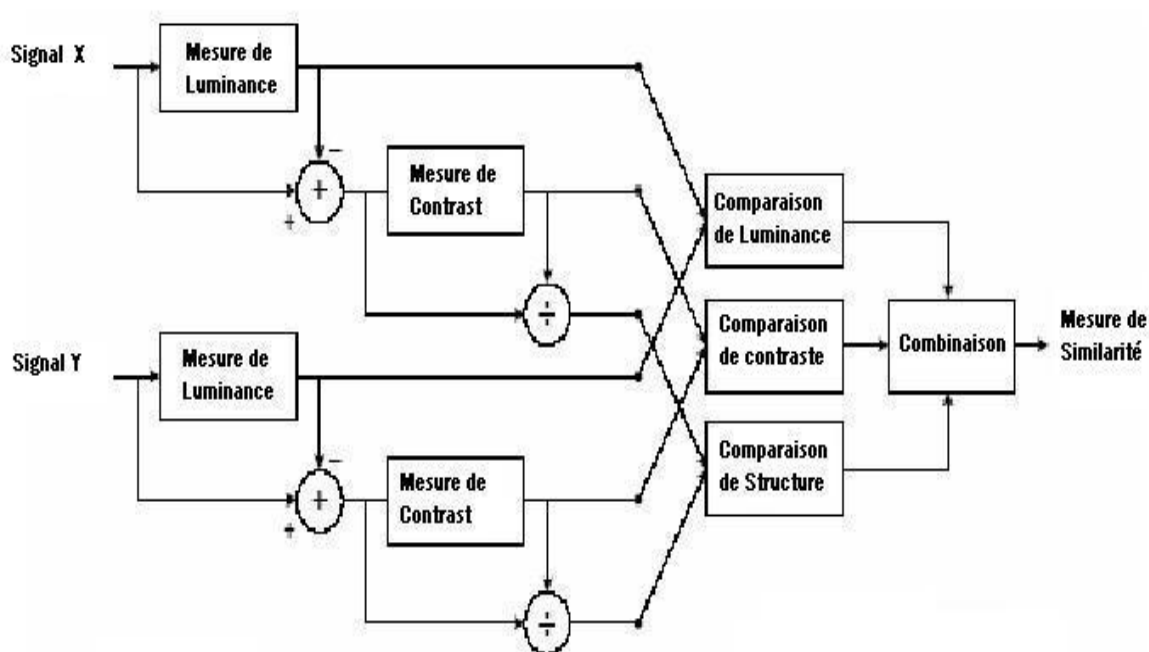 Signal X
Mesure de
Luminance
−
+
+
Mesure de
Contrast
÷
Signal Y
Mesure de
Luminance
−
+
+
Mesure de
Contrast
÷
Comparaison
de Luminance
Comparaison
de contraste
Comparaison
de Structure
Combinaison
Mesure de
Similarité